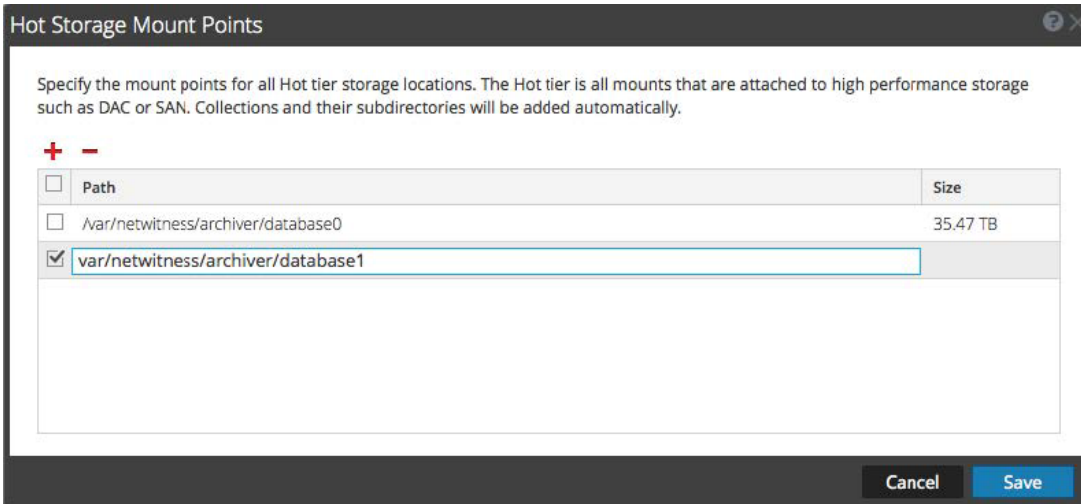 Hot Storage Mount Points
Specify the mount points for all Hot tier storage locations. The Hot tier is all mounts that are attached to high performance storage
such as DAC or SAN. Collections and their subdirectories will be added automatically.
Path Size
/var/netwitness/archiver/database0 35.47 TB
var/netwitness/archiver/database1
Cancel Save